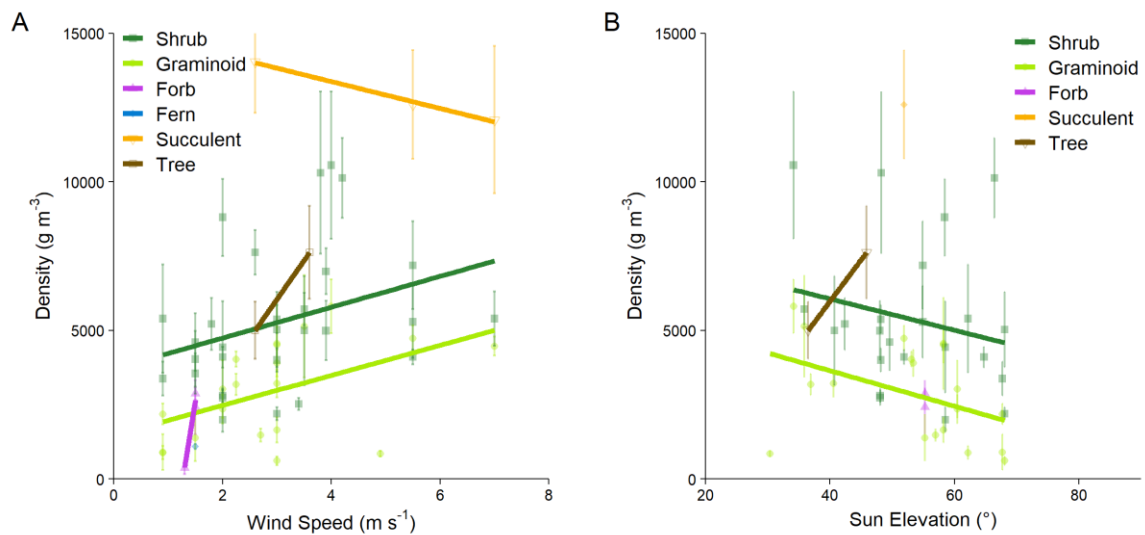 A
Shrub
Graminoid
Forb
Fern
Succulent
Tree
15000
10000
5000
0
Density (g m⁻³)
0 2 4 6 8
Wind Speed (m s⁻¹)
B
Shrub
Graminoid
Forb
Succulent
Tree
15000
10000
5000
0
Density (g m⁻³)
20 40 60 80
Sun Elevation (°)